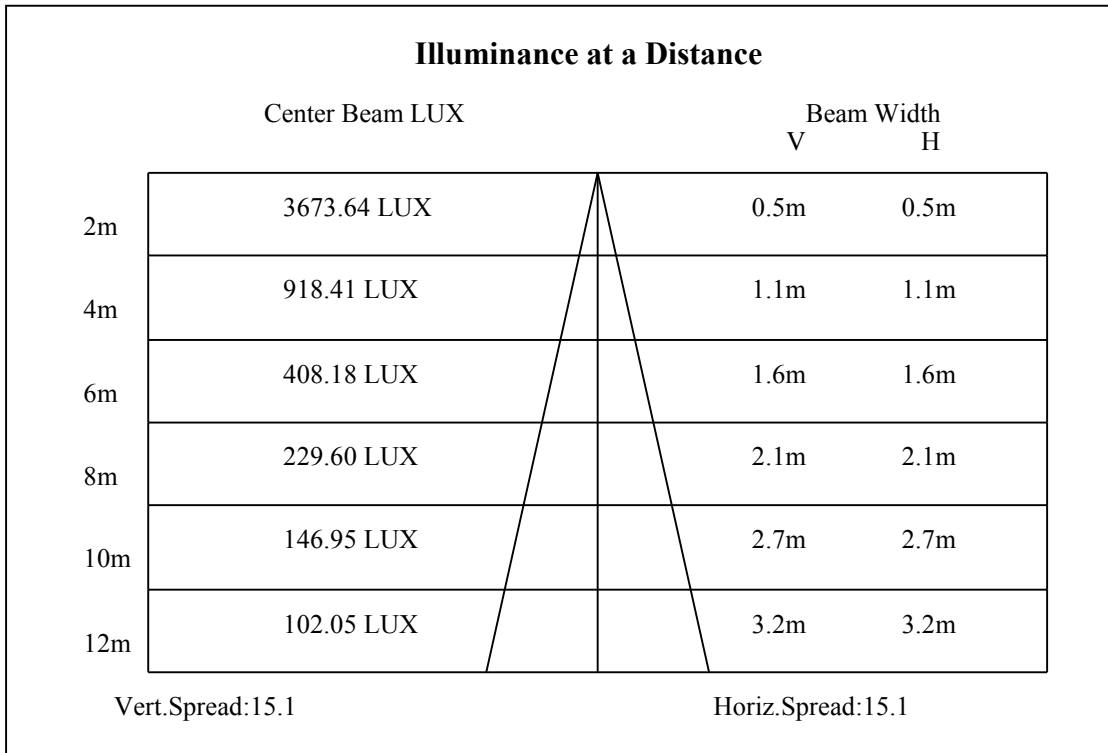 Illuminance at a Distance
Center Beam LUX Beam Width
V H
2m 3673.64 LUX 0.5m 0.5m
4m 918.41 LUX 1.1m 1.1m
6m 408.18 LUX 1.6m 1.6m
8m 229.60 LUX 2.1m 2.1m
10m 146.95 LUX 2.7m 2.7m
12m 102.05 LUX 3.2m 3.2m
Vert.Spread:15.1 Horiz.Spread:15.1